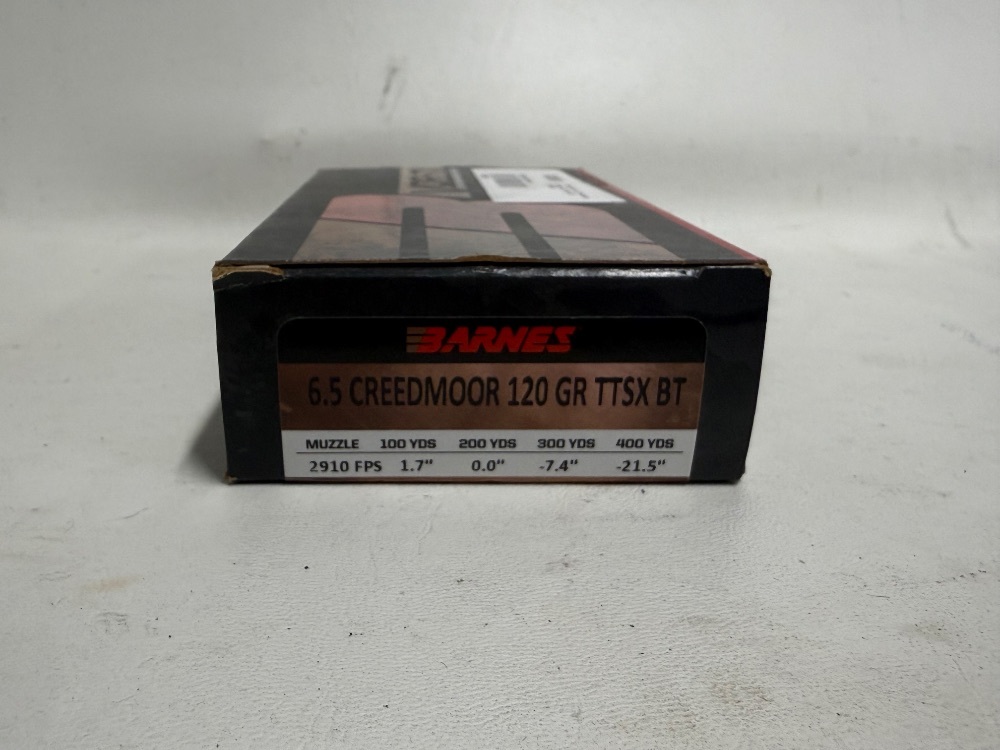 BARNES
6.5 CREEDMOOR 120 GR TTSX BT
MUZZLE 100 YDS 200 YDS 300 YDS 400 YDS
2910 FPS 1.7" 0.0" -7.4" -21.5"